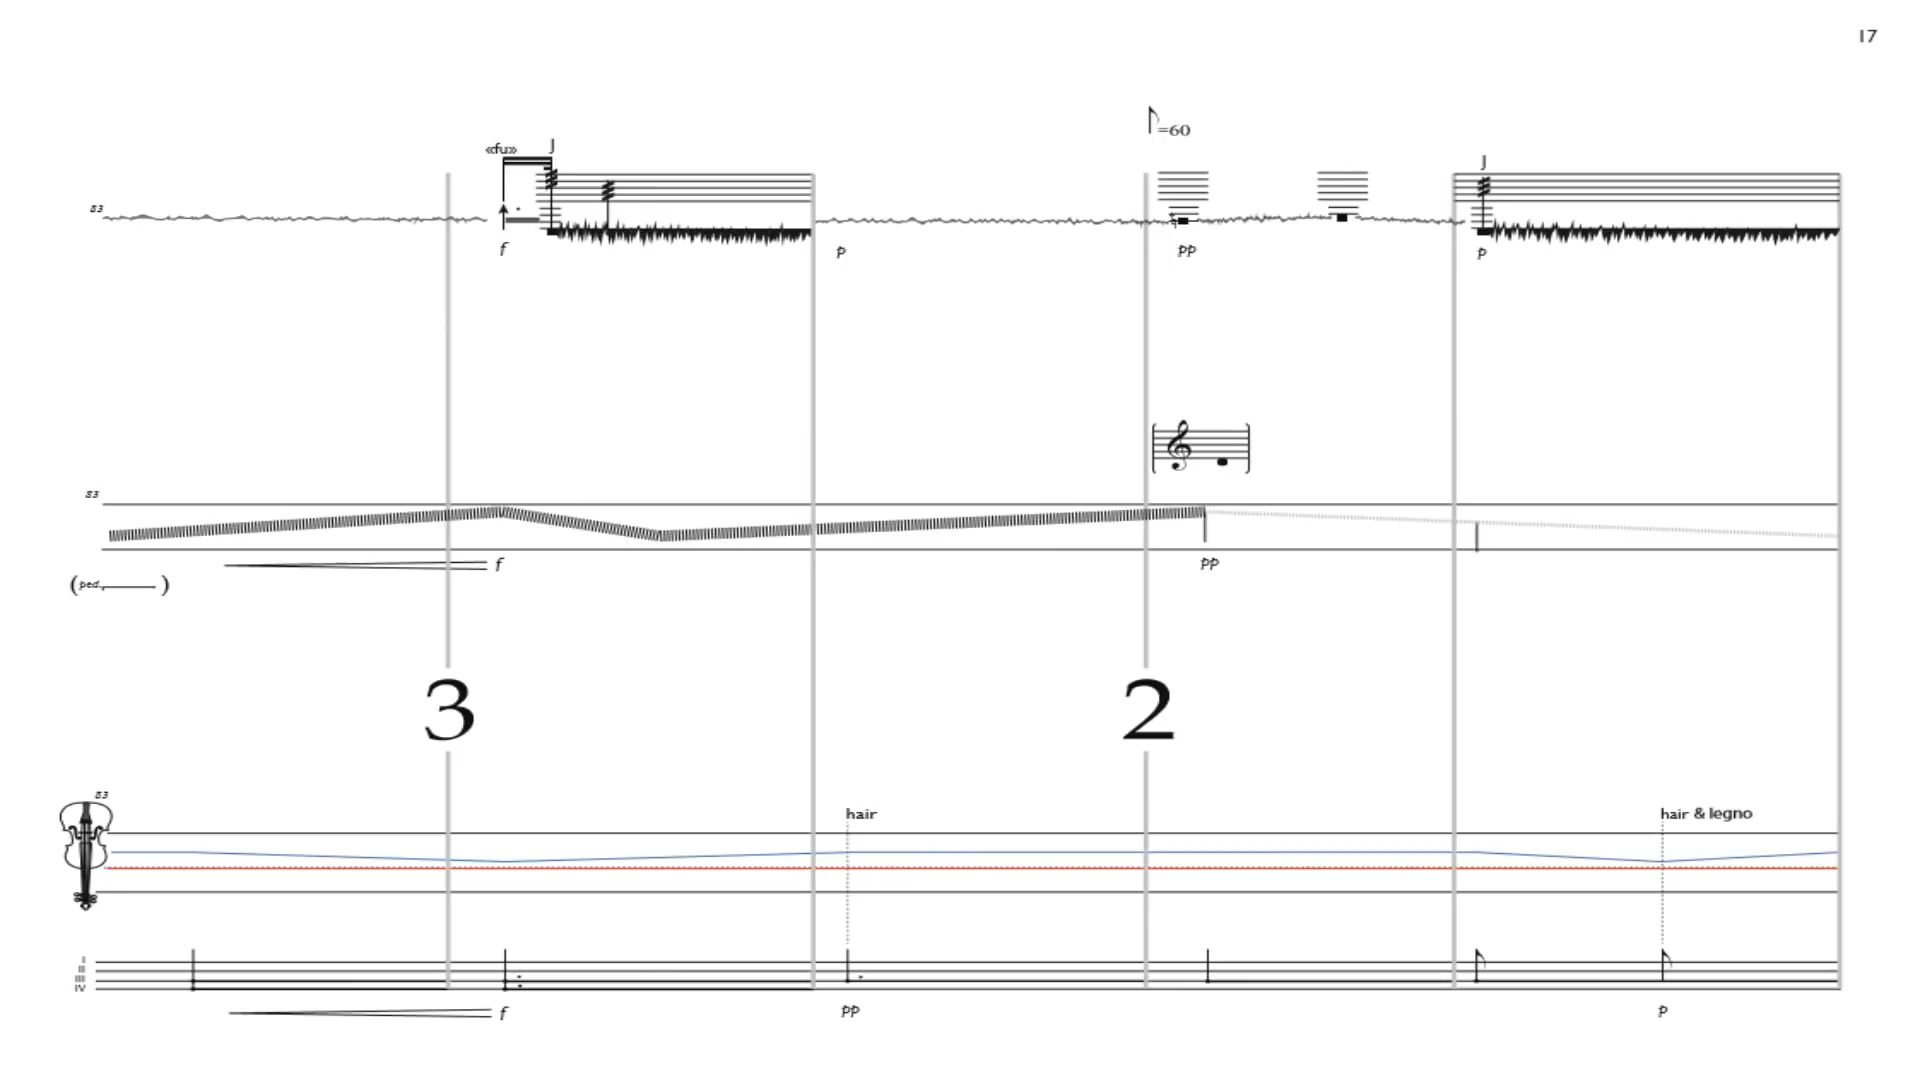 17
=60
«fu» J
J
83
f
p
pp
p
83
f
pp
(ped. )
3 2
83
hair
hair & legno
I
II
III
IV
f
pp
p